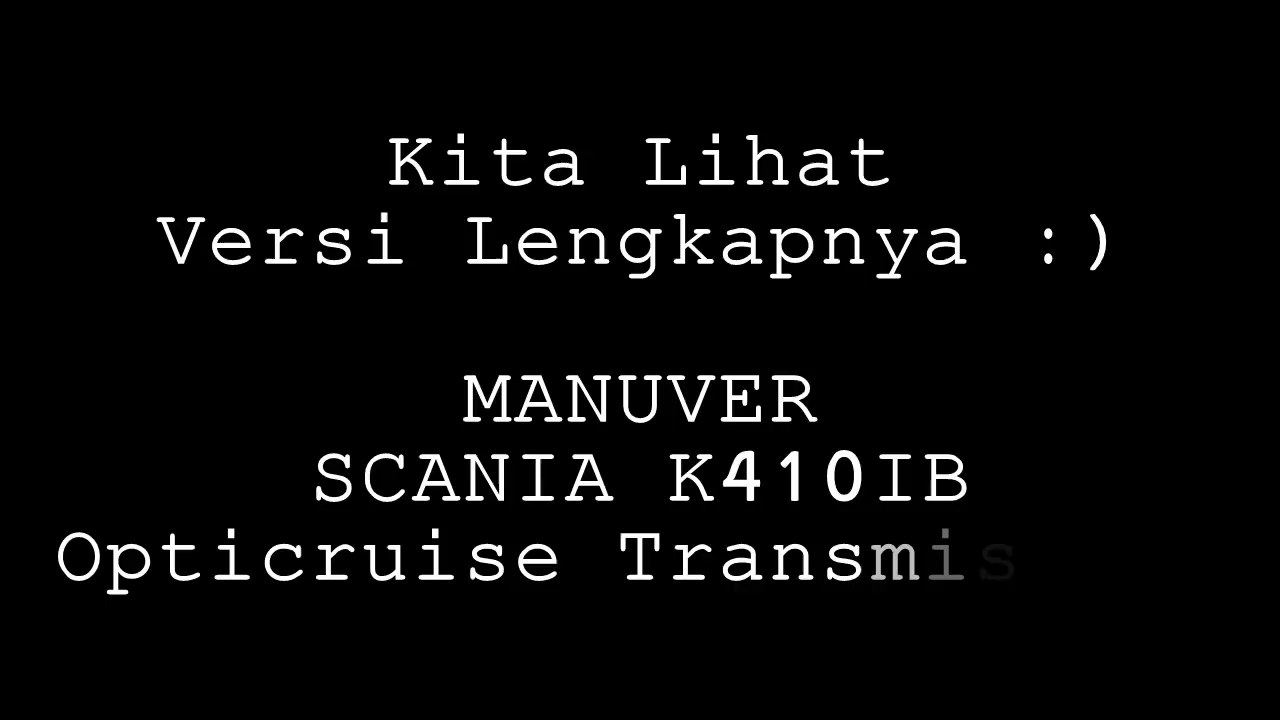 Kita Lihat
Versi Lengkapnya :)
MANUVER
SCANIA K410IB
Opticruise Transmis